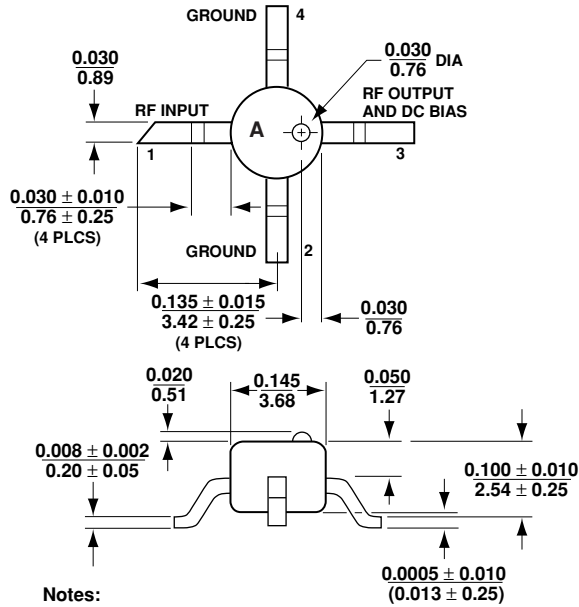 GROUND 4
0.030
0.89
0.030
0.76 DIA
RF INPUT
A
RF OUTPUT
AND DC BIAS
1
3
0.030 ± 0.010
0.76 ± 0.25
(4 PLCS)
GROUND
2
0.135 ± 0.015
3.42 ± 0.25
(4 PLCS)
0.030
0.76
0.020
0.51
0.145
3.68
0.050
1.27
0.008 ± 0.002
0.20 ± 0.05
0.100 ± 0.010
2.54 ± 0.25
0.0005 ± 0.010
(0.013 ± 0.25)
Notes: